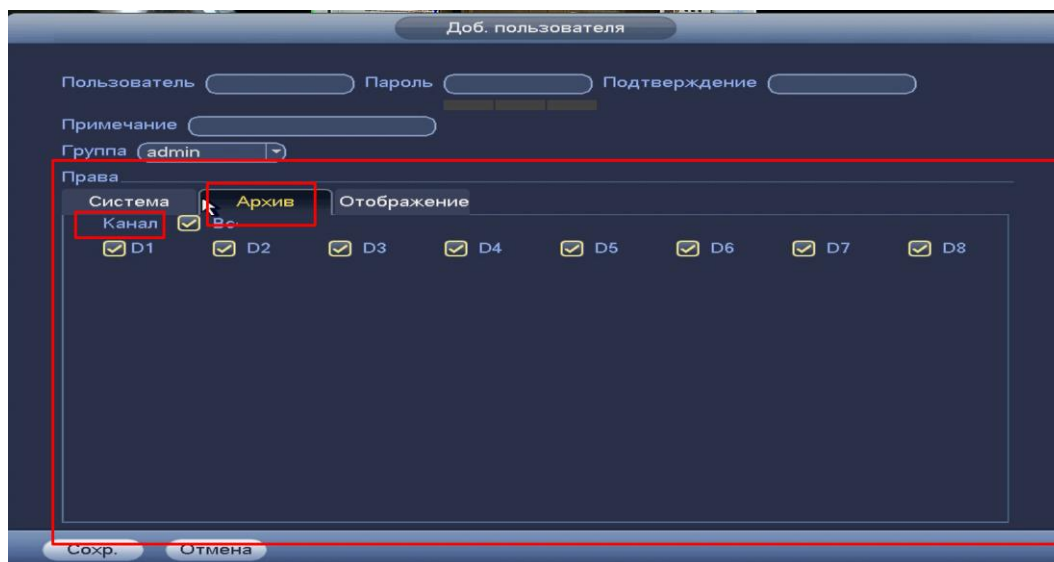 Доб. пользователя
Пользователь Пароль Подтверждение
Примечание
Группа admin
Права
Система Архив Отображение
Канал
D1 D2 D3 D4 D5 D6 D7 D8
Сохр. Отмена